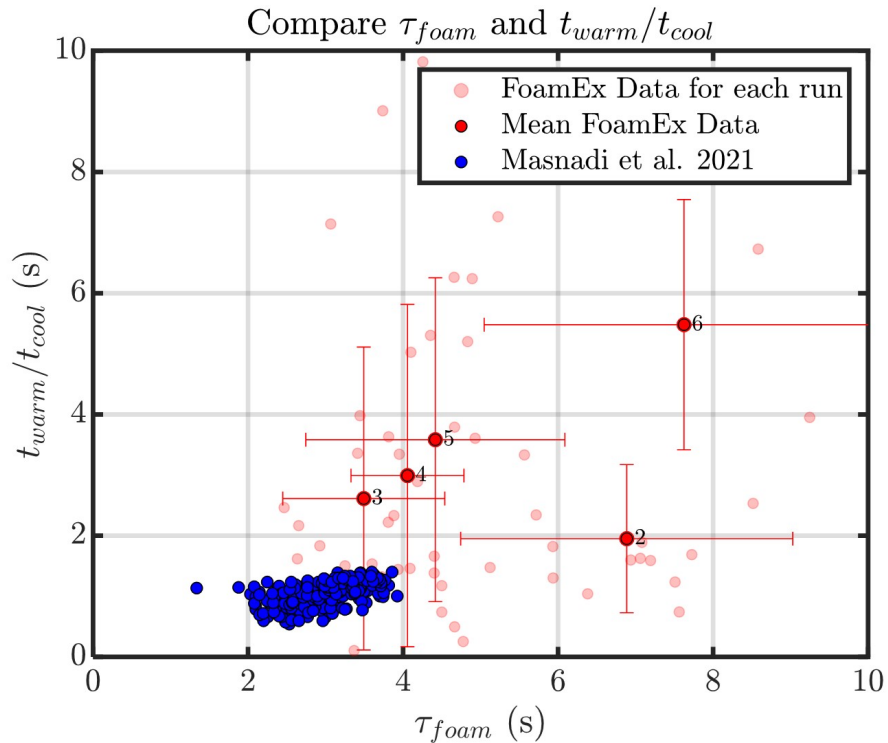 Compare τ_foam and t_warm/t_cool
10
FoamEx Data for each run
Mean FoamEx Data
Masnadi et al. 2021
8
6
6
5
4
4
3
2
2
0
t_warm/t_cool (s)
0 2 4 6 8 10
τ_foam (s)